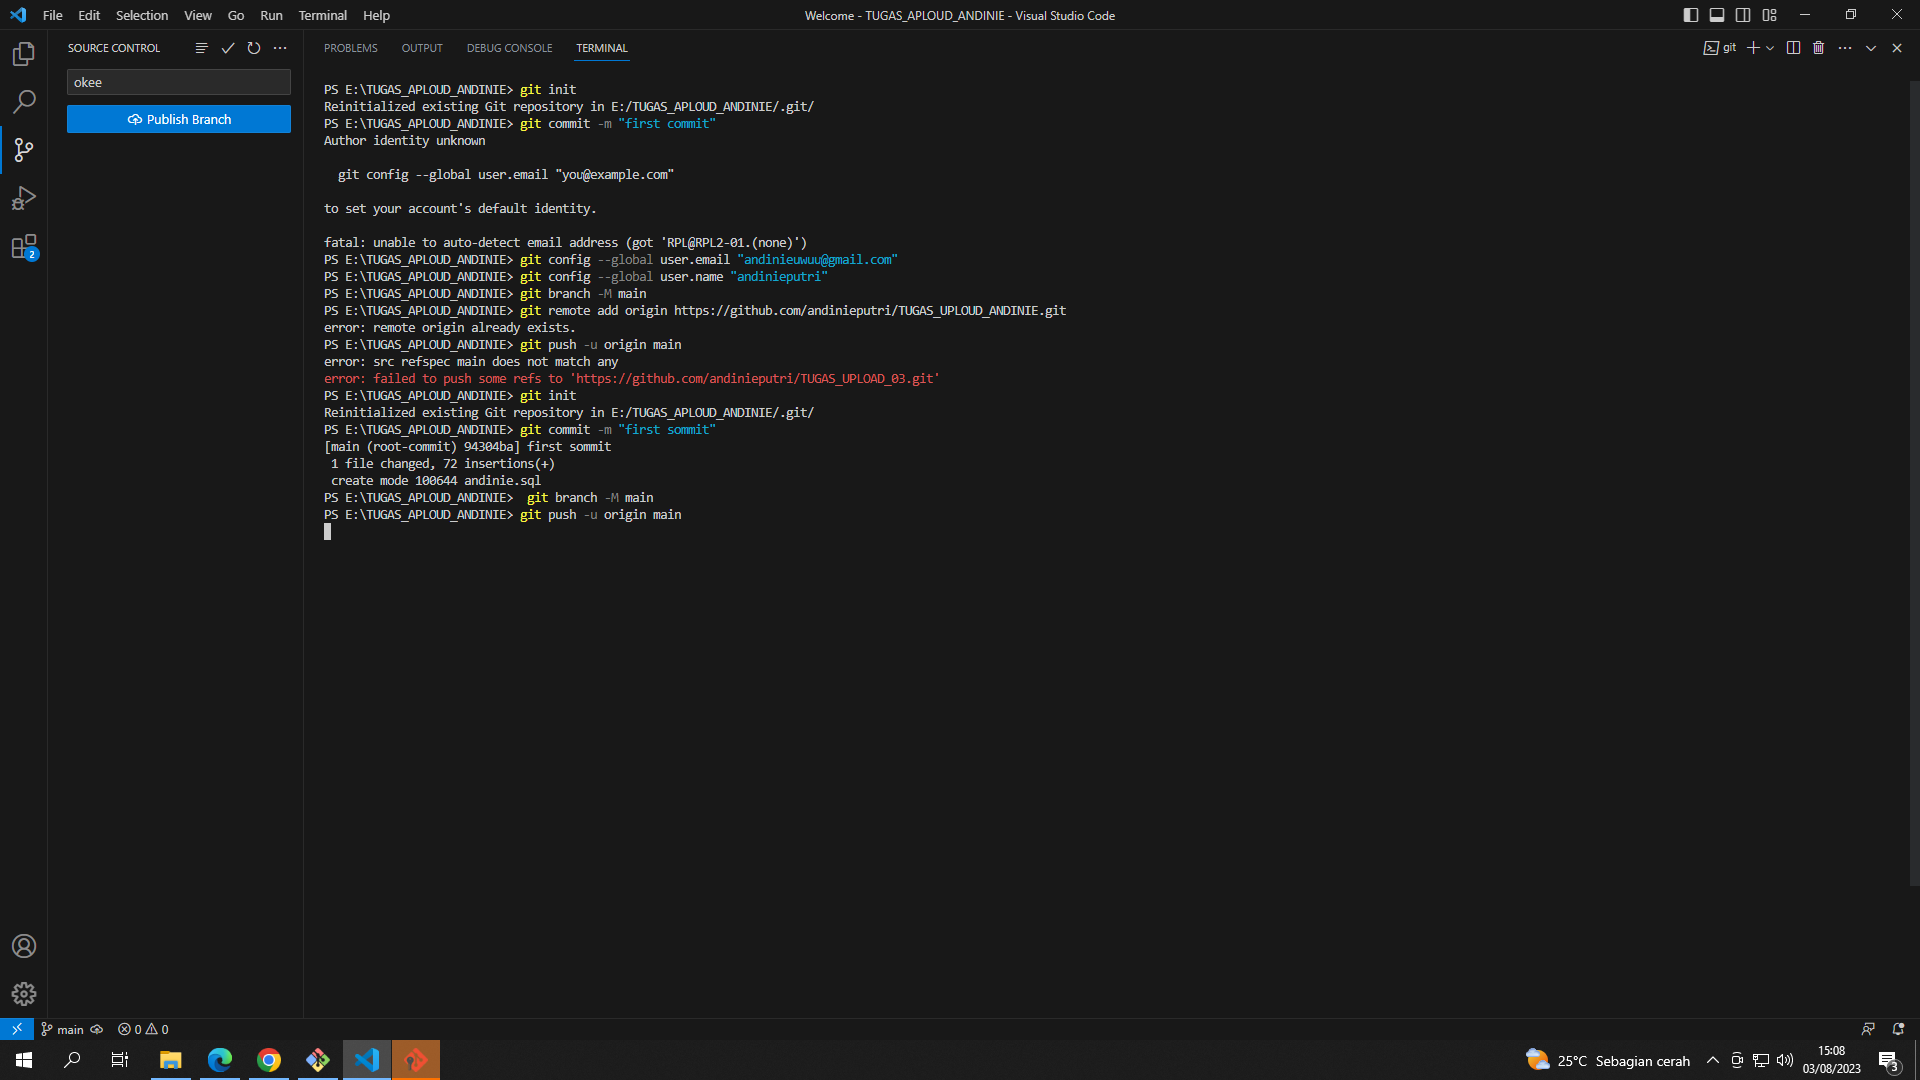 File Edit Selection View Go Run Terminal Help
Welcome - TUGAS_APLOUD_ANDINIE - Visual Studio Code
SOURCE CONTROL
okee
Publish Branch
2
PROBLEMS OUTPUT DEBUG CONSOLE TERMINAL
git
PS E:\TUGAS_APLOUD_ANDINIE> git init
Reinitialized existing Git repository in E:/TUGAS_APLOUD_ANDINIE/.git/
PS E:\TUGAS_APLOUD_ANDINIE> git commit -m "first commit"
Author identity unknown
git config --global user.email "you@example.com"
to set your account's default identity.
fatal: unable to auto-detect email address (got 'RPL@RPL2-01.(none)')
PS E:\TUGAS_APLOUD_ANDINIE> git config --global user.email "andinieuwuu@gmail.com"
PS E:\TUGAS_APLOUD_ANDINIE> git config --global user.name "andinieputri"
PS E:\TUGAS_APLOUD_ANDINIE> git branch -M main
PS E:\TUGAS_APLOUD_ANDINIE> git remote add origin https://github.com/andinieputri/TUGAS_UPLOUD_ANDINIE.git
error: remote origin already exists.
PS E:\TUGAS_APLOUD_ANDINIE> git push -u origin main
error: src refspec main does not match any
error: failed to push some refs to 'https://github.com/andinieputri/TUGAS_UPLOAD_03.git'
PS E:\TUGAS_APLOUD_ANDINIE> git init
Reinitialized existing Git repository in E:/TUGAS_APLOUD_ANDINIE/.git/
PS E:\TUGAS_APLOUD_ANDINIE> git commit -m "first sommit"
[main (root-commit) 94304ba] first sommit
1 file changed, 72 insertions(+)
create mode 100644 andinie.sql
PS E:\TUGAS_APLOUD_ANDINIE>  git branch -M main
PS E:\TUGAS_APLOUD_ANDINIE> git push -u origin main
main 0 0
25°C Sebagian cerah
15:08
03/08/2023
3